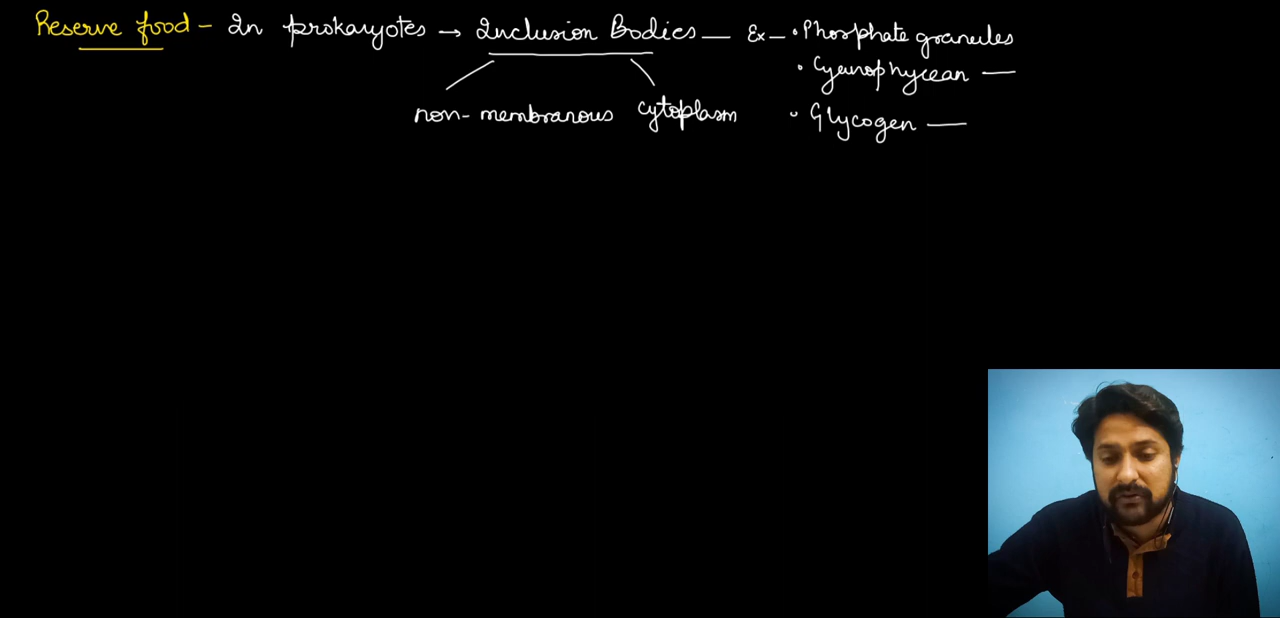 Reserve food - In prokaryotes → Inclusion Bodies — Ex - • Phosphate granules
• Cyanophycean —
non-membranous cytoplasm • Glycogen —